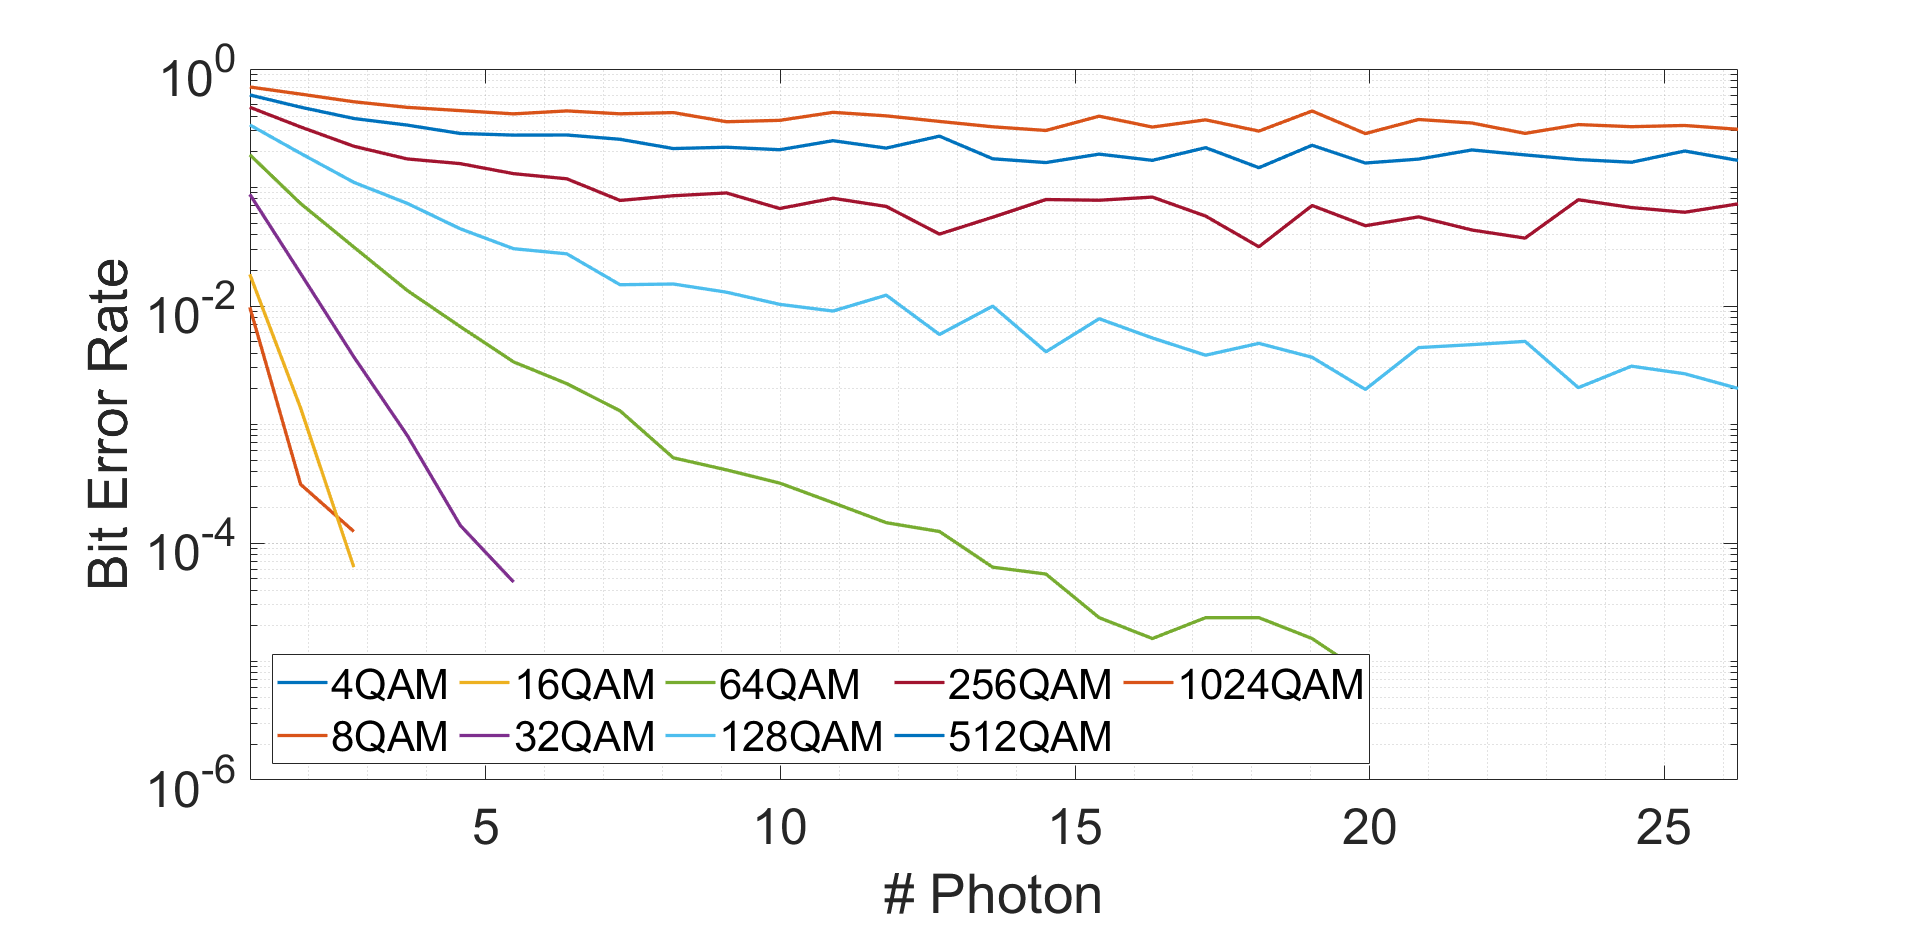 10^0
10^-2
10^-4
10^-6
Bit Error Rate
4QAM 16QAM 64QAM 256QAM 1024QAM
8QAM 32QAM 128QAM 512QAM
5 10 15 20 25
# Photon